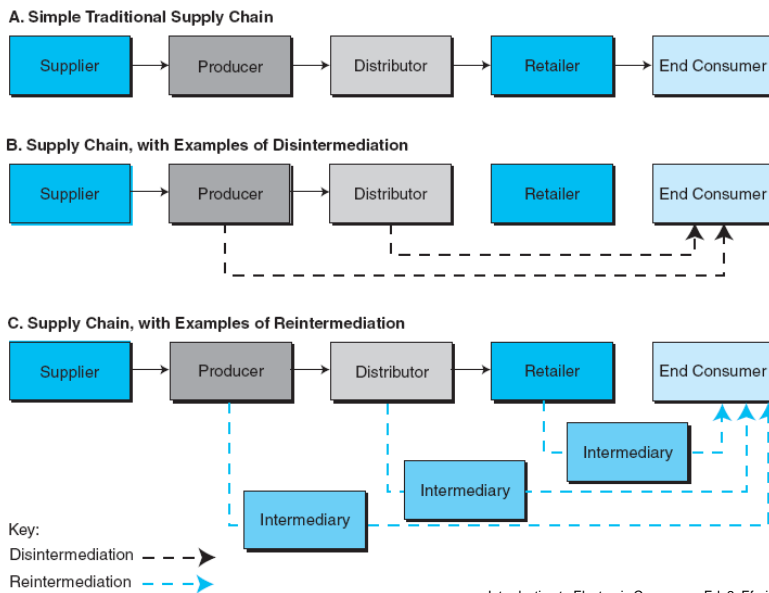 A. Simple Traditional Supply Chain
Supplier
Producer
Distributor
Retailer
End Consumer
B. Supply Chain, with Examples of Disintermediation
Supplier
Producer
Distributor
Retailer
End Consumer
C. Supply Chain, with Examples of Reintermediation
Supplier
Producer
Distributor
Retailer
End Consumer
Intermediary
Intermediary
Intermediary
Key:
Disintermediation
Reintermediation